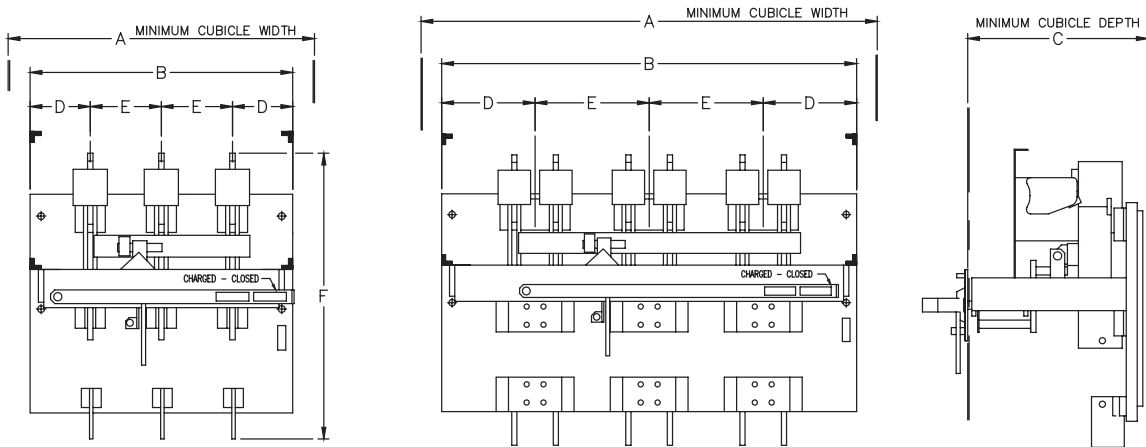 A MINIMUM CUBICLE WIDTH
B
D E E D
F
CHARGED - CLOSED
A MINIMUM CUBICLE WIDTH
B
D E E D
CHARGED - CLOSED
MINIMUM CUBICLE DEPTH
C